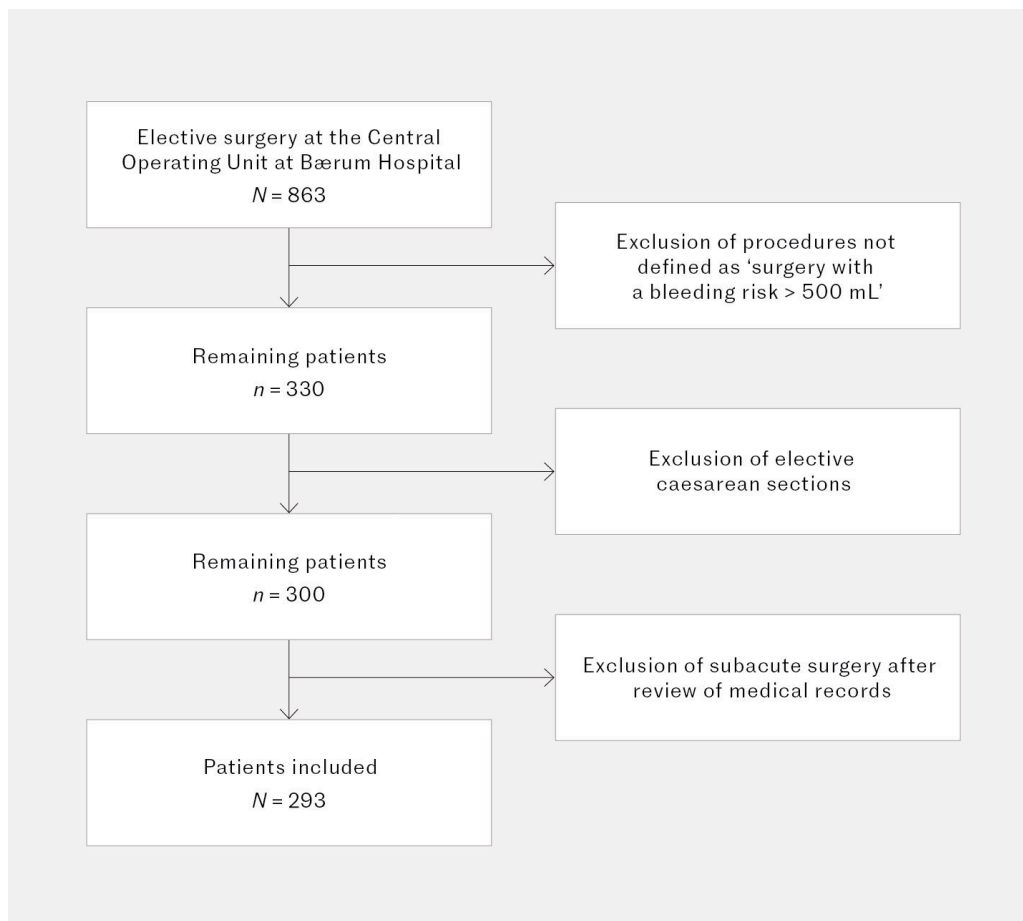 Elective surgery at the Central
Operating Unit at Bærum Hospital
N = 863
Exclusion of procedures not
defined as ‘surgery with
a bleeding risk > 500 mL’
Remaining patients
n = 330
Exclusion of elective
caesarean sections
Remaining patients
n = 300
Exclusion of subacute surgery after
review of medical records
Patients included
N = 293